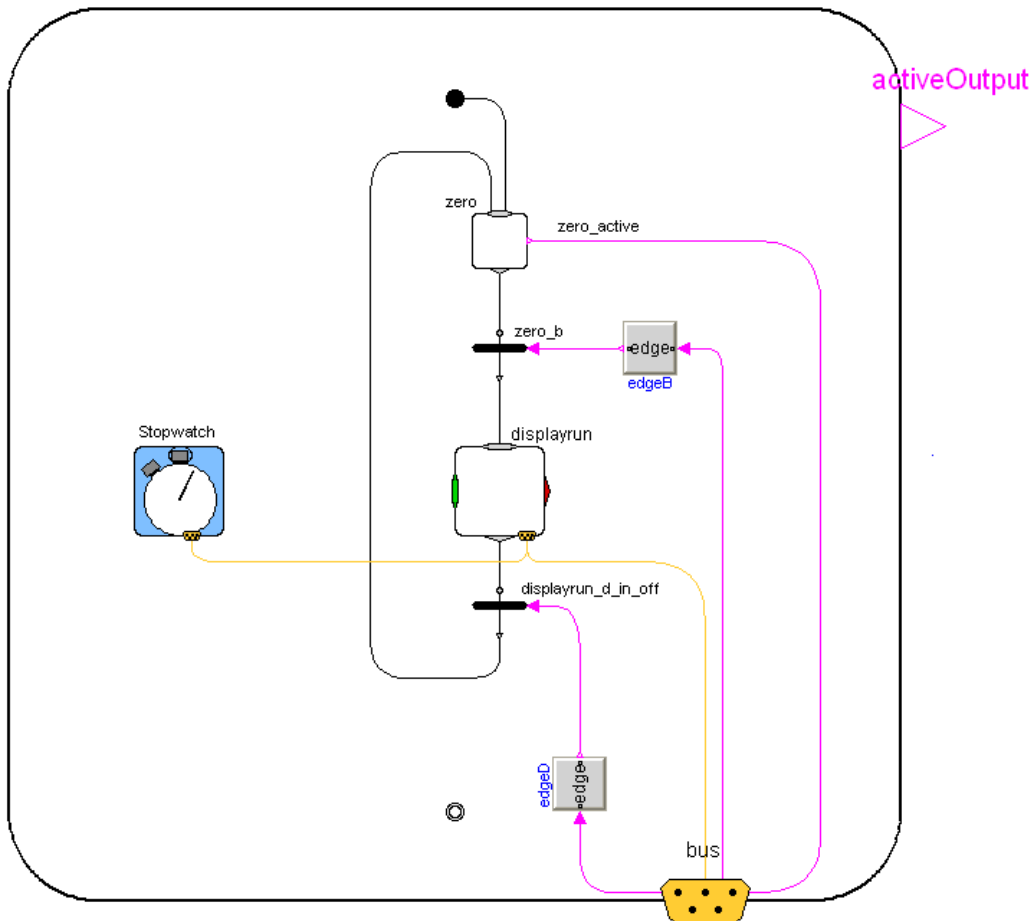 activeOutput
zero
zero_active
zero_b
edge
edgeB
Stopwatch
displayrun
displayrun_d_in_off
edgeD
edge
bus